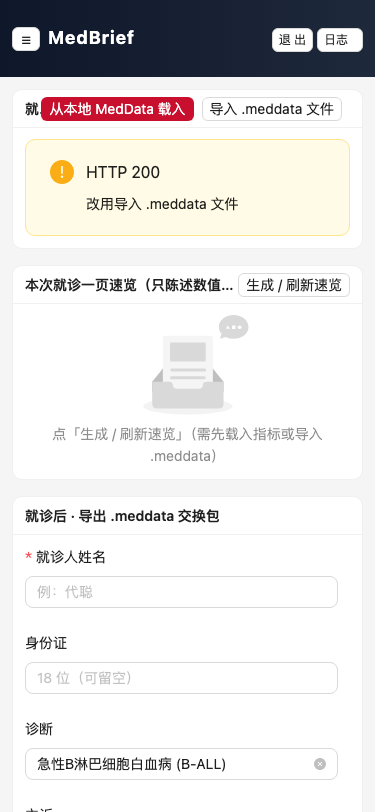 ≡ MedBrief 退出 日志
就. 从本地 MedData 载入 导入 .meddata 文件
HTTP 200
改用导入 .meddata 文件
本次就诊一页速览（只陈述数值... 生成 / 刷新速览
点「生成 / 刷新速览」（需先载入指标或导入
.meddata）
就诊后 · 导出 .meddata 交换包
* 就诊人姓名
例：代聪
身份证
18 位（可留空）
诊断
急性B淋巴细胞白血病 (B-ALL)